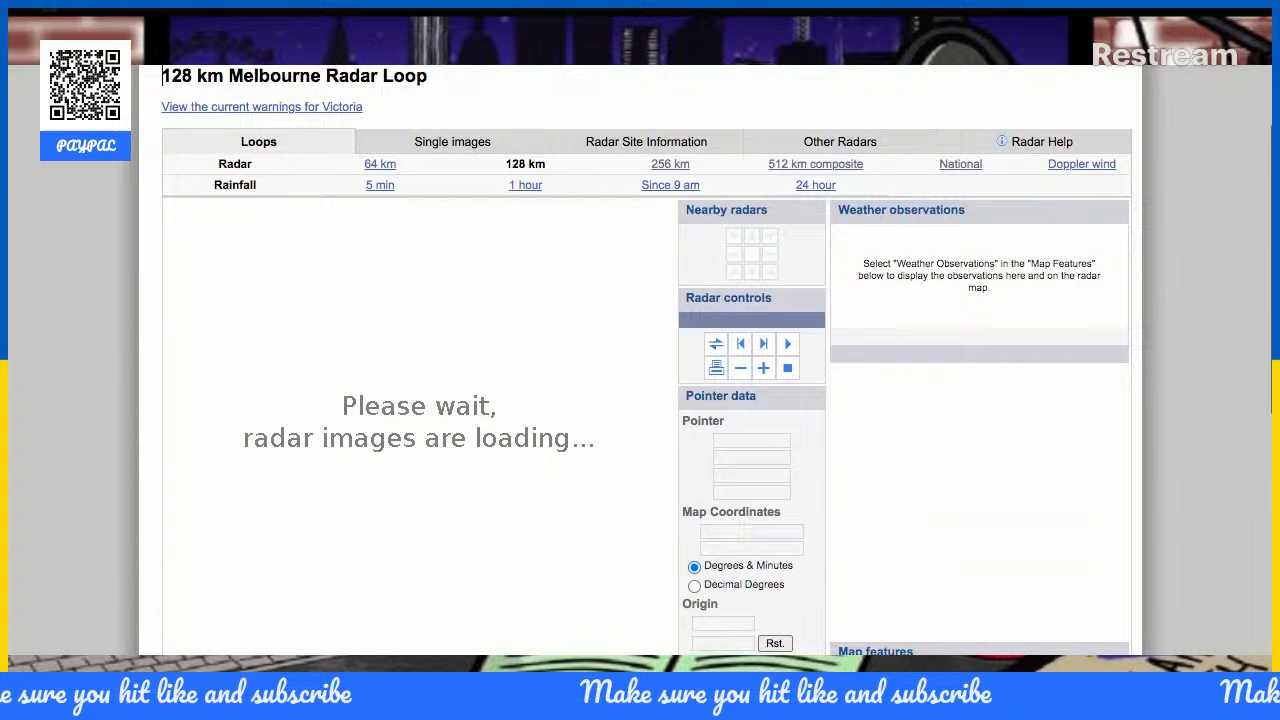 Restream
128 km Melbourne Radar Loop
View the current warnings for Victoria
Loops Single images Radar Site Information Other Radars Radar Help
Radar 64 km 128 km 256 km 512 km composite National Doppler wind
Rainfall 5 min 1 hour Since 9 am 24 hour
PAYPAL
Please wait,
radar images are loading...
Nearby radars
Radar controls
Pointer data
Pointer
Map Coordinates
Degrees & Minutes
Decimal Degrees
Origin
Rst.
Weather observations
Select "Weather Observations" in the "Map Features"
below to display the observations here and on the radar
map.
Map features
e sure you hit like and subscribe Make sure you hit like and subscribe Mak